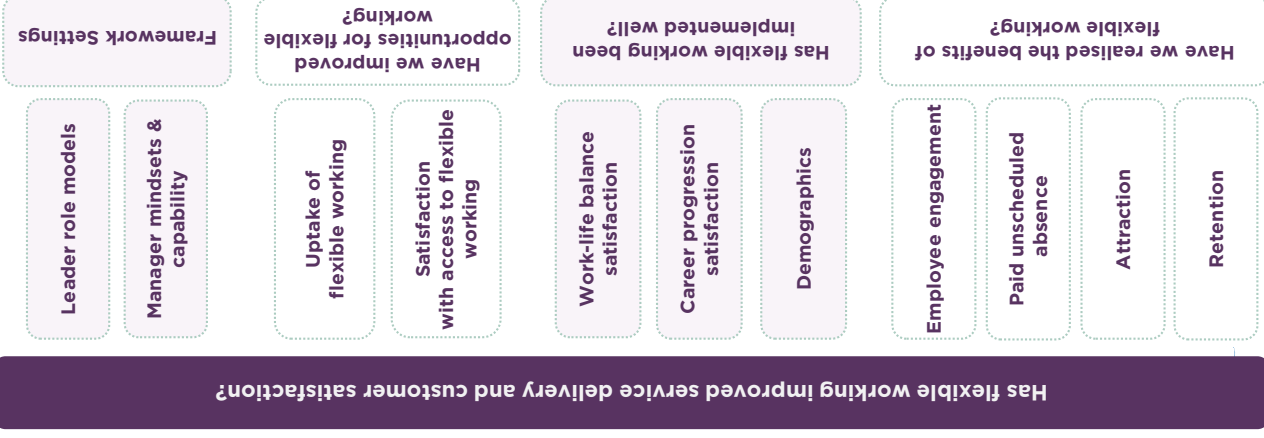 Has flexible working improved service delivery and customer satisfaction?
Retention
Attraction
Paid unscheduled
absence
Employee engagement
Demographics
Career progression
satisfaction
Work-life balance
satisfaction
Satisfaction
with access to flexible
working
Uptake of
flexible working
Manager mindsets &
capability
Leader role models
Have we realised the benefits of
flexible working?
Has flexible working been
implemented well?
Have we improved
opportunities for flexible
working?
Framework Settings